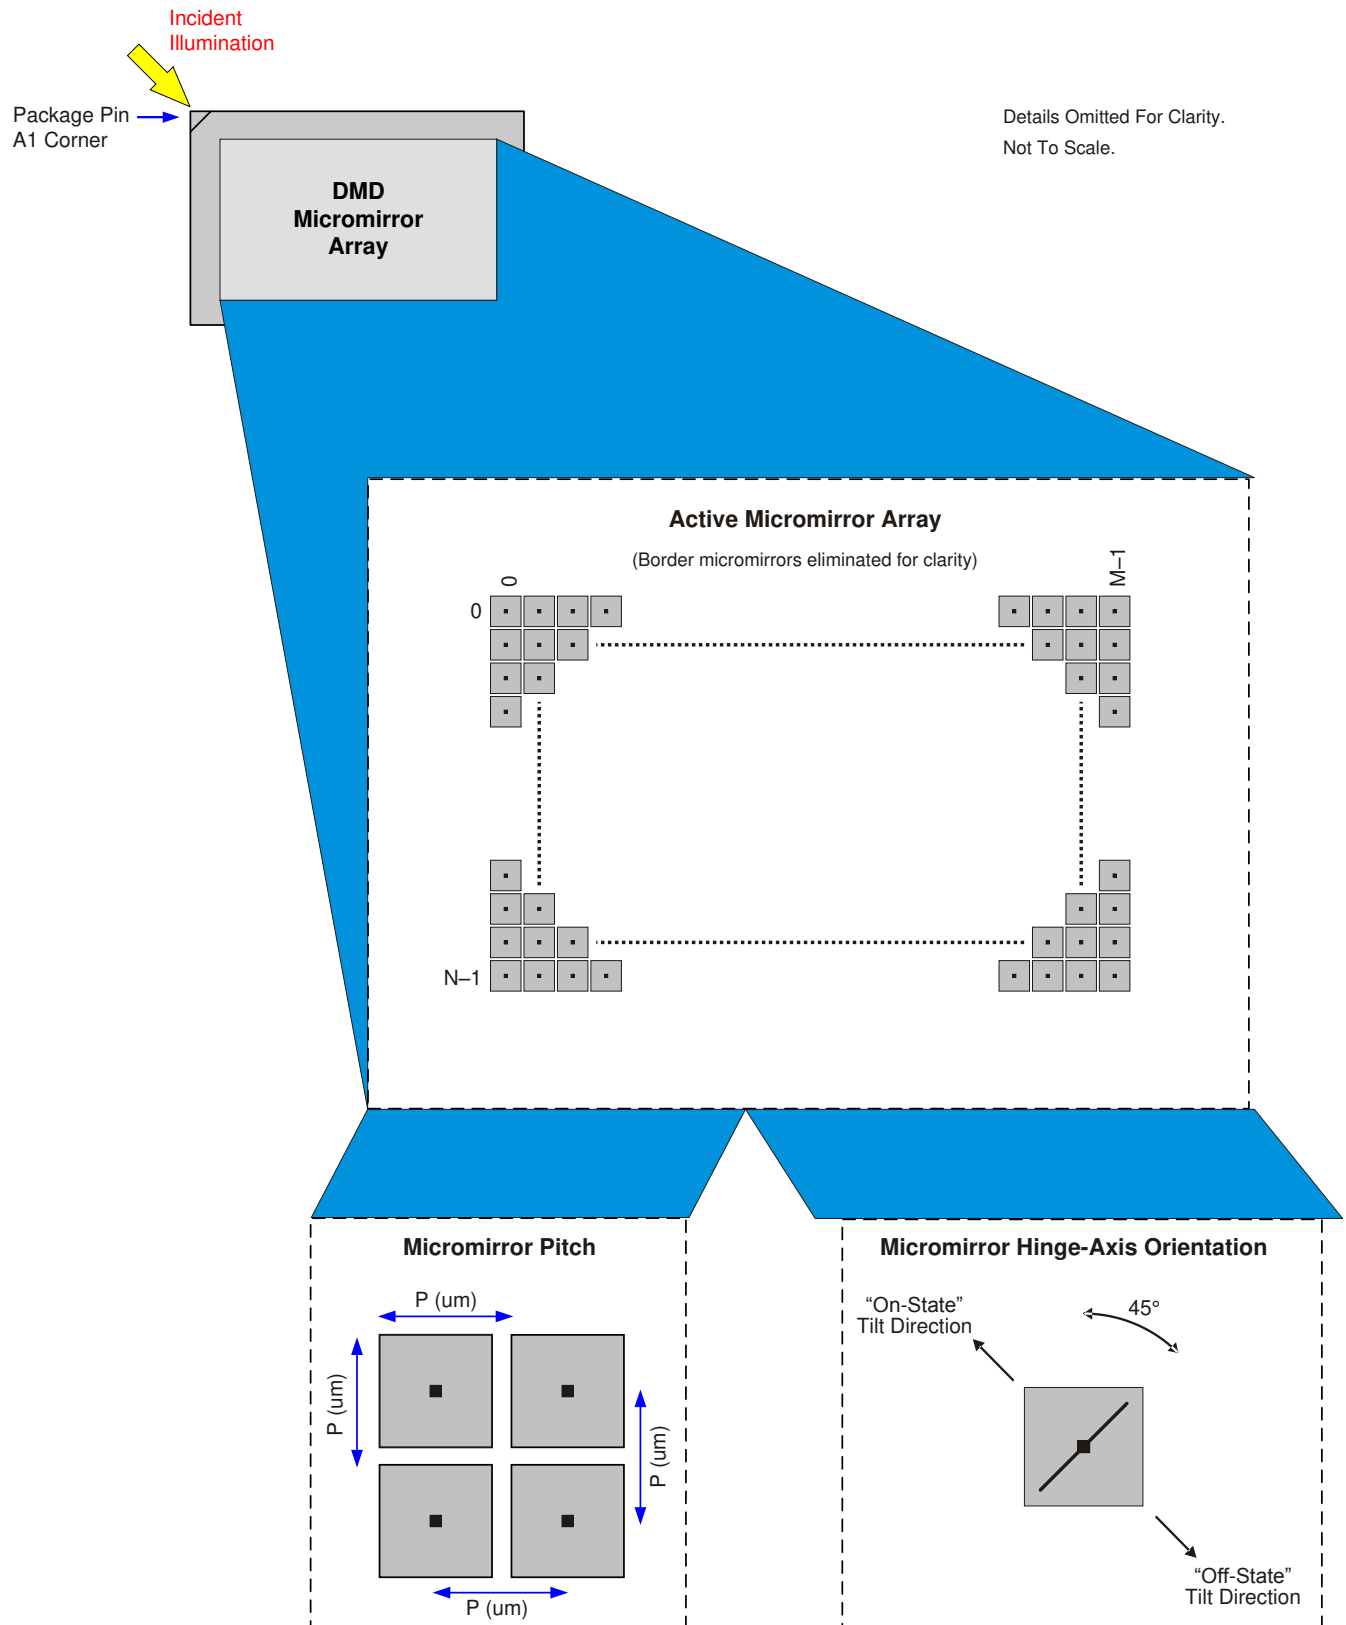 Incident
Illumination
Package Pin
A1 Corner
Details Omitted For Clarity.
Not To Scale.
DMD
Micromirror
Array
Active Micromirror Array
(Border micromirrors eliminated for clarity)
0
M–1
0
N–1
Micromirror Pitch
P (um)
P (um)
P (um)
P (um)
Micromirror Hinge-Axis Orientation
“On-State”
Tilt Direction
45°
“Off-State”
Tilt Direction